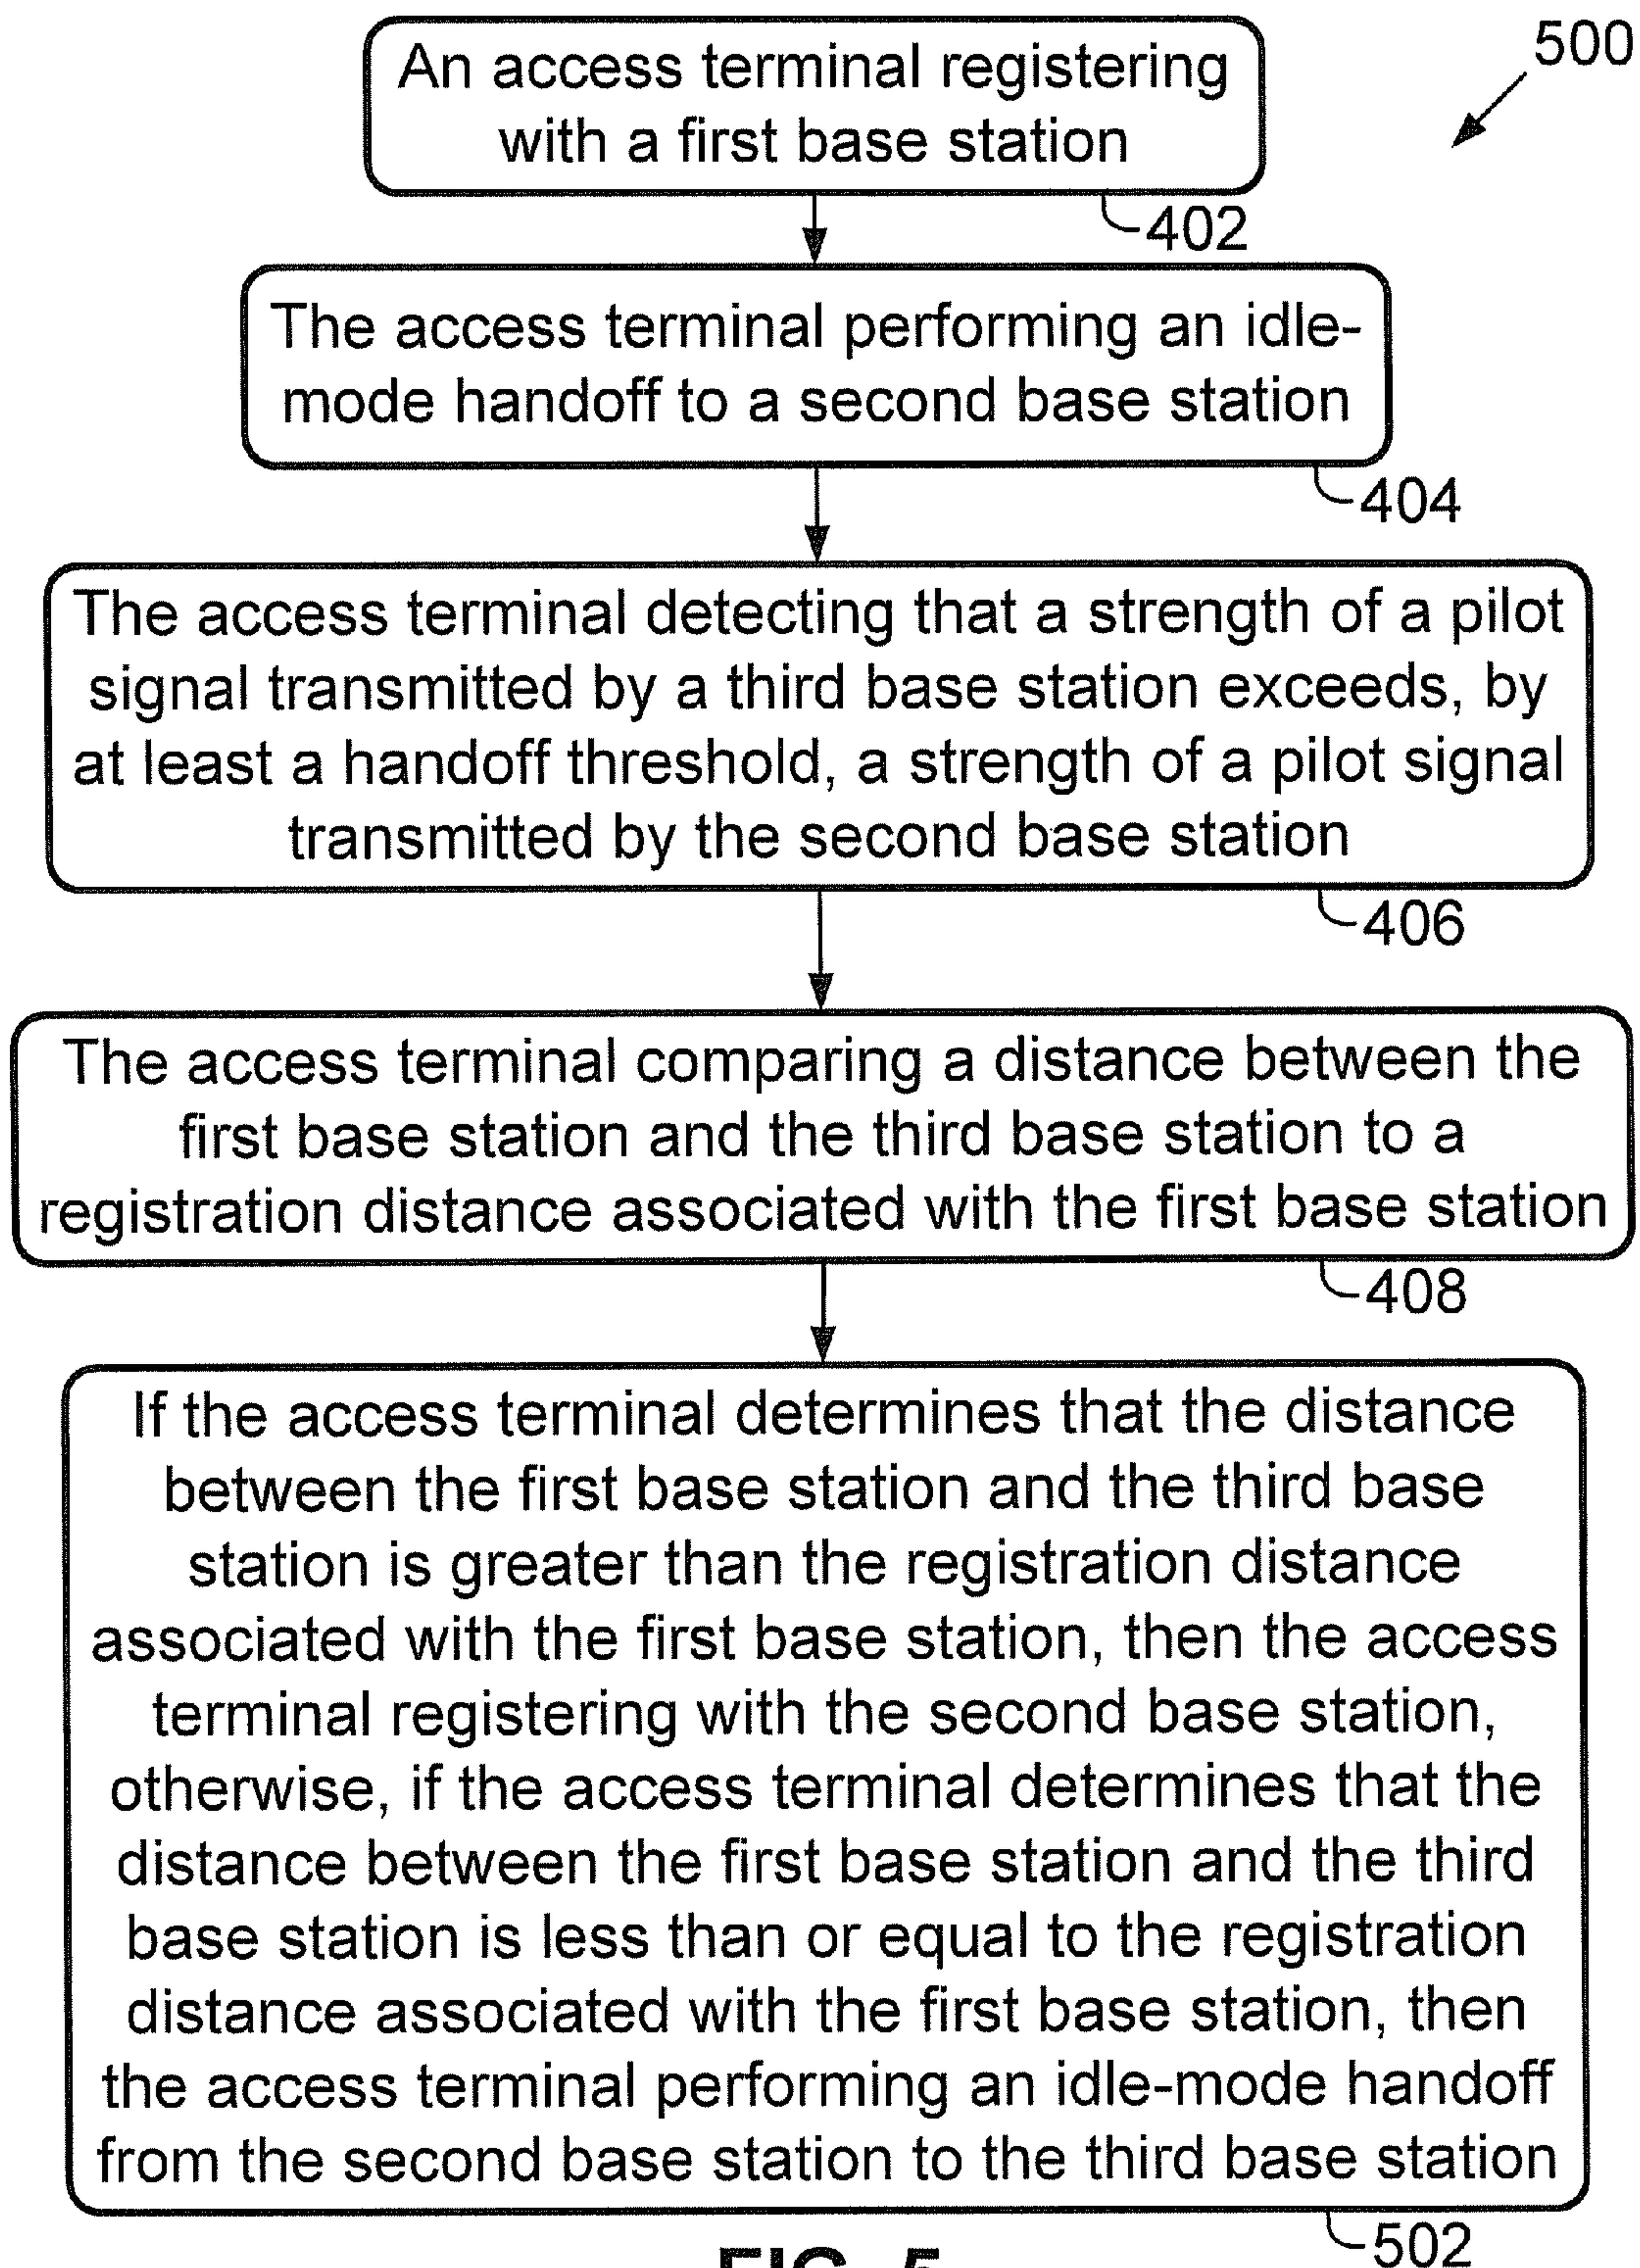 500
An access terminal registering
with a first base station
402
The access terminal performing an idle-
mode handoff to a second base station
404
The access terminal detecting that a strength of a pilot
signal transmitted by a third base station exceeds, by
at least a handoff threshold, a strength of a pilot signal
transmitted by the second base station
406
The access terminal comparing a distance between the
first base station and the third base station to a
registration distance associated with the first base station
408
If the access terminal determines that the distance
between the first base station and the third base
station is greater than the registration distance
associated with the first base station, then the access
terminal registering with the second base station,
otherwise, if the access terminal determines that the
distance between the first base station and the third
base station is less than or equal to the registration
distance associated with the first base station, then
the access terminal performing an idle-mode handoff
from the second base station to the third base station
502
FIG. 5